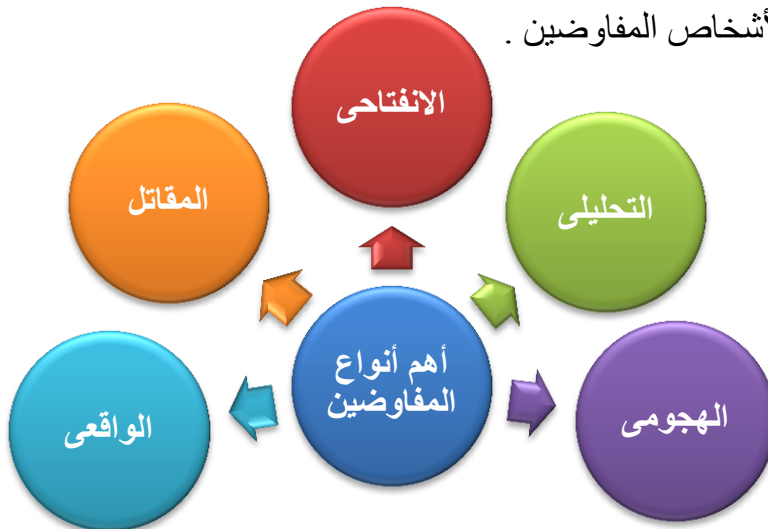 أشخاص المفاوضين .
الانفتاحى
التحليلى
المقاتل
أهم أنواع
المفاوضين
الهجومى
الواقعى